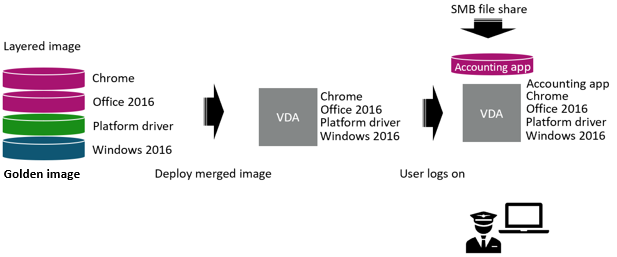 SMB file share
Layered image
Chrome
Office 2016
Platform driver
Windows 2016
Golden image
VDA
Chrome
Office 2016
Platform driver
Windows 2016
Deploy merged image
Accounting app
VDA
Accounting app
Chrome
Office 2016
Platform driver
Windows 2016
User logs on